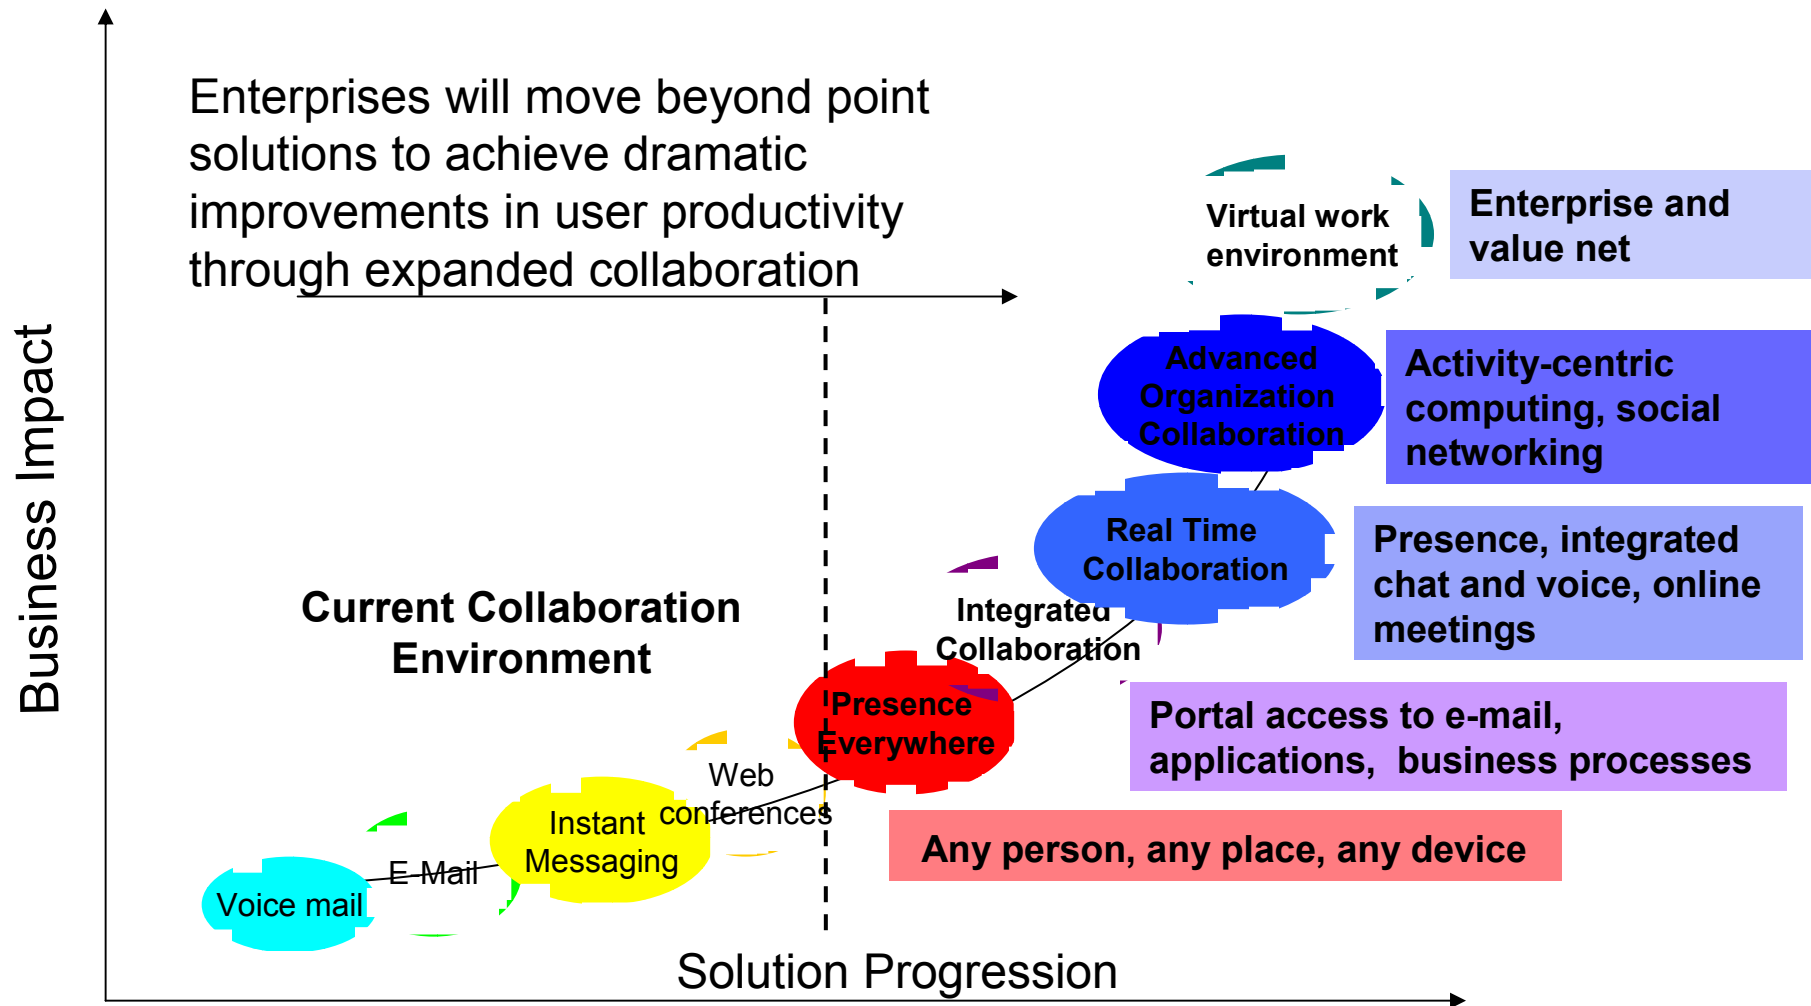 Enterprises will move beyond point
solutions to achieve dramatic
improvements in user productivity
through expanded collaboration
Virtual work
environment
Enterprise and
value net
Advanced
Organization
Collaboration
Activity-centric
computing, social
networking
Business Impact
Real Time
Collaboration
Presence, integrated
chat and voice, online
meetings
Current Collaboration
Environment
Integrated
Collaboration
Presence
Everywhere
Portal access to e-mail,
applications, business processes
Web
conferences
Instant
Messaging
Any person, any place, any device
E-Mail
Voice mail
Solution Progression